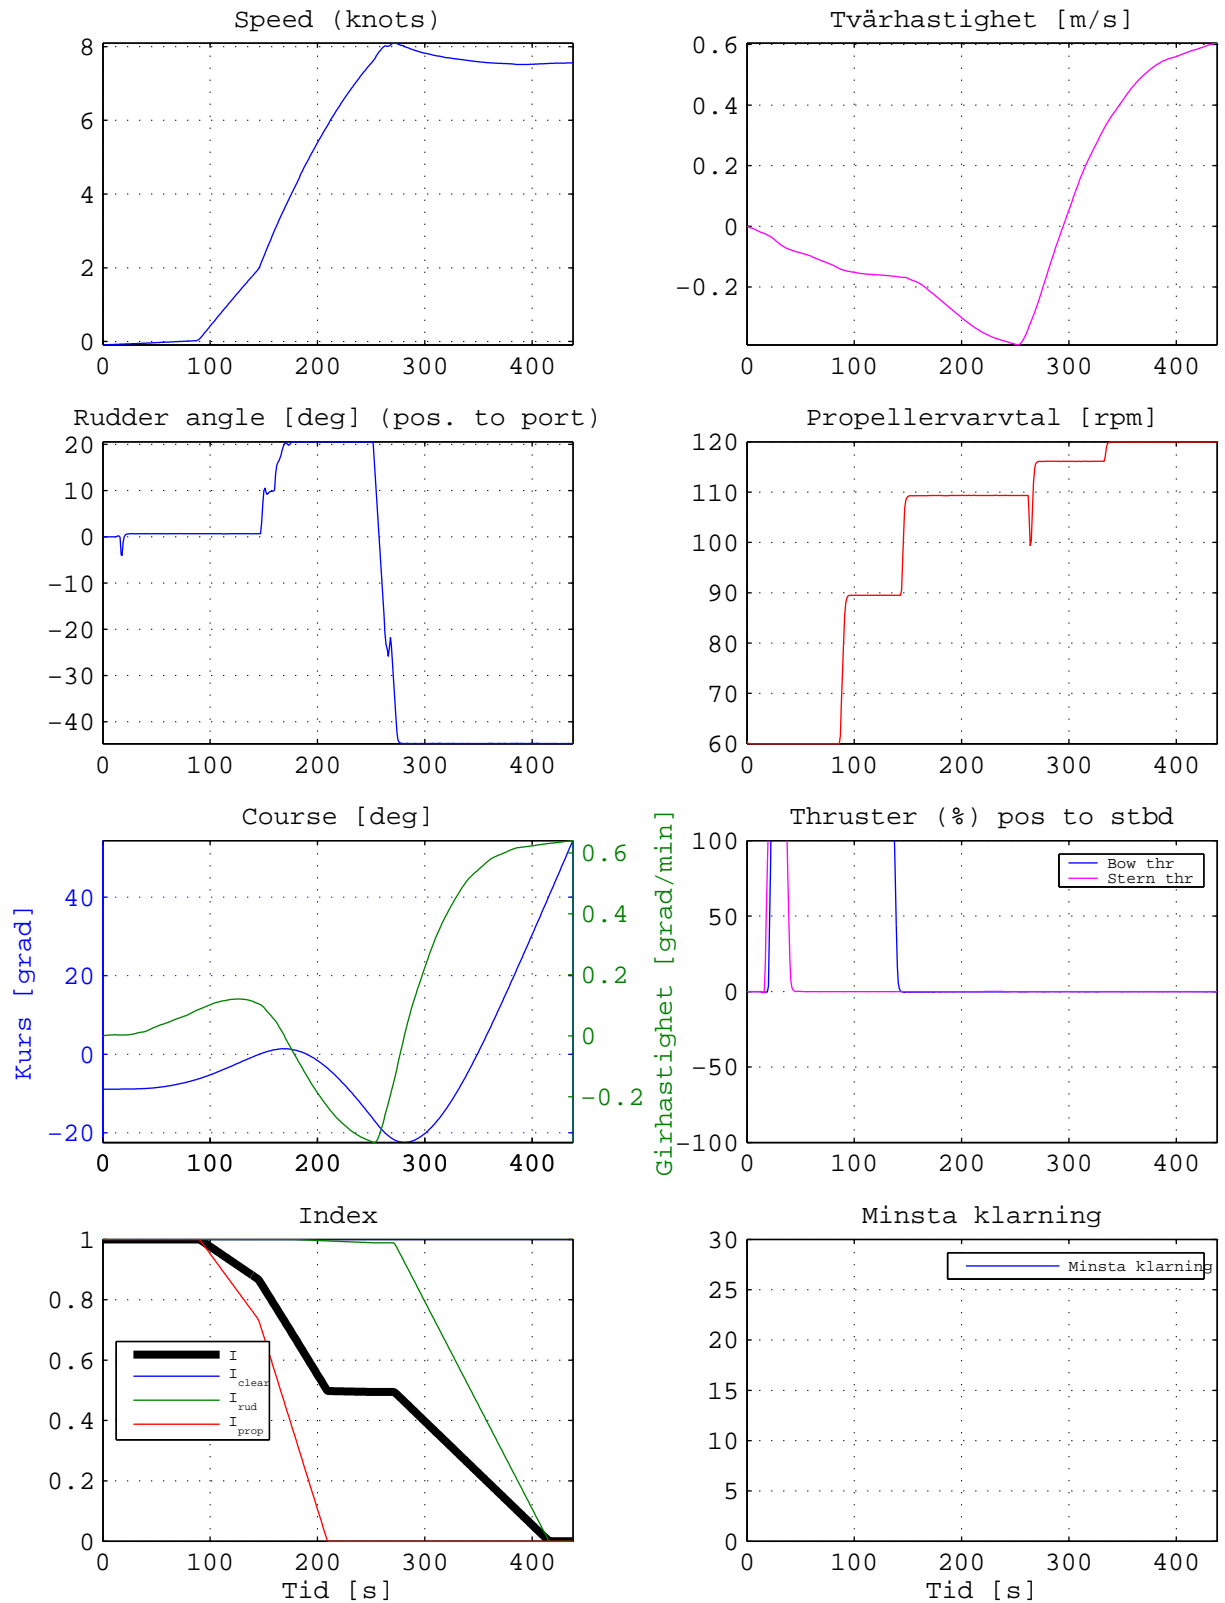 Speed (knots)
8
6
4
2
0
0 100 200 300 400
Tvärhastighet [m/s]
0.6
0.4
0.2
0
−0.2
0 100 200 300 400
Rudder angle [deg] (pos. to port)
20
10
0
−10
−20
−30
−40
0 100 200 300 400
Propellervarvtal [rpm]
120
110
100
90
80
70
60
0 100 200 300 400
Course [deg]
Kurs [grad]
40
20
0
−20
0.6
0.4
0.2
0
−0.2
Girhastighet [grad/min]
0 100 200 300 400
Thruster (%) pos to stbd
100
50
0
−50
−100
Bow thr
Stern thr
0 100 200 300 400
Index
1
0.8
0.6
0.4
0.2
0
I
I clear
I rud
I prop
0 100 200 300 400
Tid [s]
Minsta klarning
30
25
20
15
10
5
0
Minsta klarning
0 100 200 300 400
Tid [s]